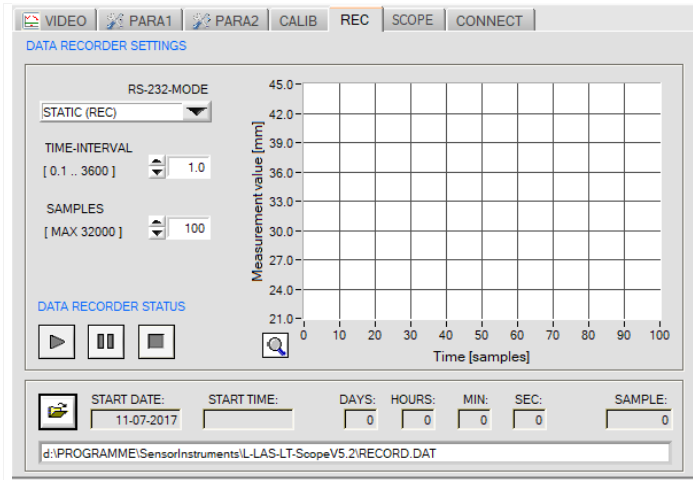 VIDEO PARA1 PARA2 CALIB REC SCOPE CONNECT
DATA RECORDER SETTINGS
RS-232-MODE
STATIC (REC)
TIME-INTERVAL
[ 0.1 .. 3600 ] 1.0
SAMPLES
[ MAX 32000 ] 100
DATA RECORDER STATUS
Measurement value [mm]
45.0
42.0
39.0
36.0
33.0
30.0
27.0
24.0
21.0
0 10 20 30 40 50 60 70 80 90 100
Time [samples]
START DATE: START TIME: DAYS: HOURS: MIN: SEC: SAMPLE:
11-07-2017 0 0 0 0 0
d:\PROGRAMME\SensorInstruments\L-LAS-LT-ScopeV5.2\RECORD.DAT